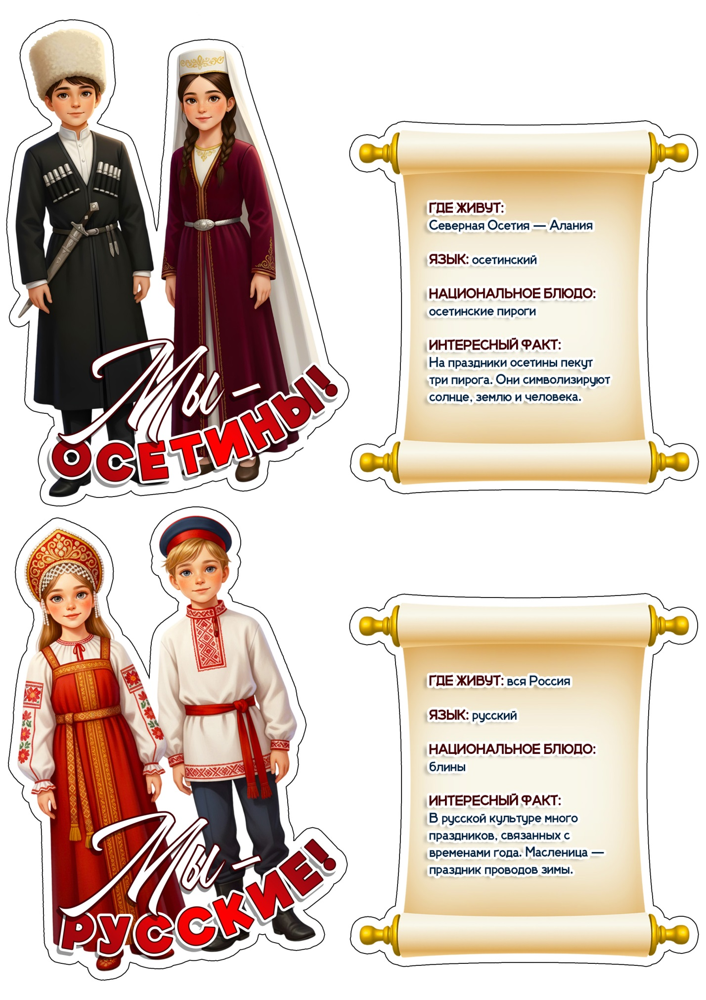 Мы –
ОСЕТИНЫ!
ГДЕ ЖИВУТ:
Северная Осетия — Алания
ЯЗЫК: осетинский
НАЦИОНАЛЬНОЕ БЛЮДО:
осетинские пироги
ИНТЕРЕСНЫЙ ФАКТ:
На праздники осетины пекут
три пирога. Они символизируют
солнце, землю и человека.
Мы –
РУССКИЕ!
ГДЕ ЖИВУТ: вся Россия
ЯЗЫК: русский
НАЦИОНАЛЬНОЕ БЛЮДО:
блины
ИНТЕРЕСНЫЙ ФАКТ:
В русской культуре много
праздников, связанных с
временами года. Масленица —
праздник проводов зимы.